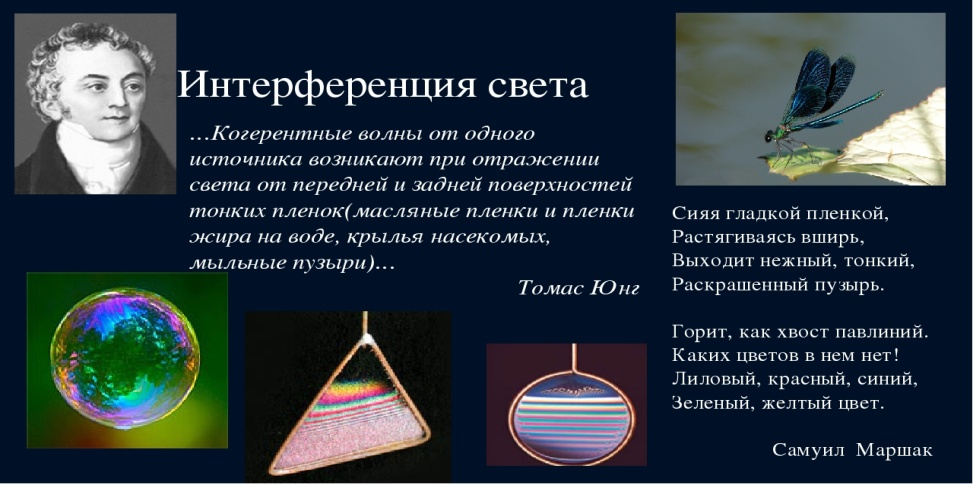 Интерференция света
…Когерентные волны от одного
источника возникают при отражении
света от передней и задней поверхностей
тонких пленок(масляные пленки и пленки
жира на воде, крылья насекомых,
мыльные пузыри)…
Томас Юнг
Сияя гладкой пленкой,
Растягиваясь вширь,
Выходит нежный, тонкий,
Раскрашенный пузырь.
Горит, как хвост павлиний.
Каких цветов в нем нет!
Лиловый, красный, синий,
Зеленый, желтый цвет.
Самуил Маршак